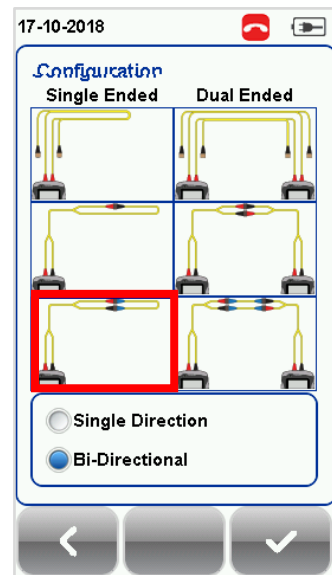 17-10-2018
Configuration
Single Ended Dual Ended
Single Direction
Bi-Directional